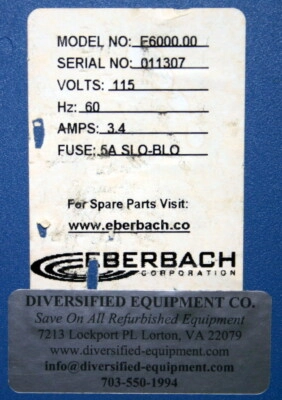 MODEL NO: E6000.00
SERIAL NO: 011307
VOLTS: 115
Hz: 60
AMPS: 3.4
FUSE: 5A SLO-BLO
For Spare Parts Visit:
www.eberbach.co
EBERBACH
CORPORATION
DIVERSIFIED EQUIPMENT CO.
Save On All Refurbished Equipment
7213 Lockport PL Lorton, VA 22079
www.diversified-equipment.com
info@diversified-equipment.com
703-550-1994